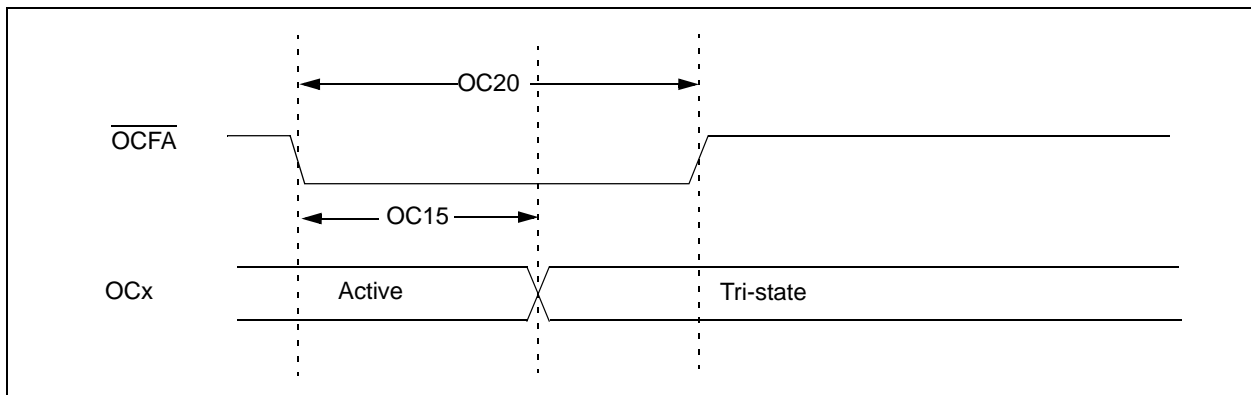 OC20
OCFA
OC15
OCx
Active
Tri-state